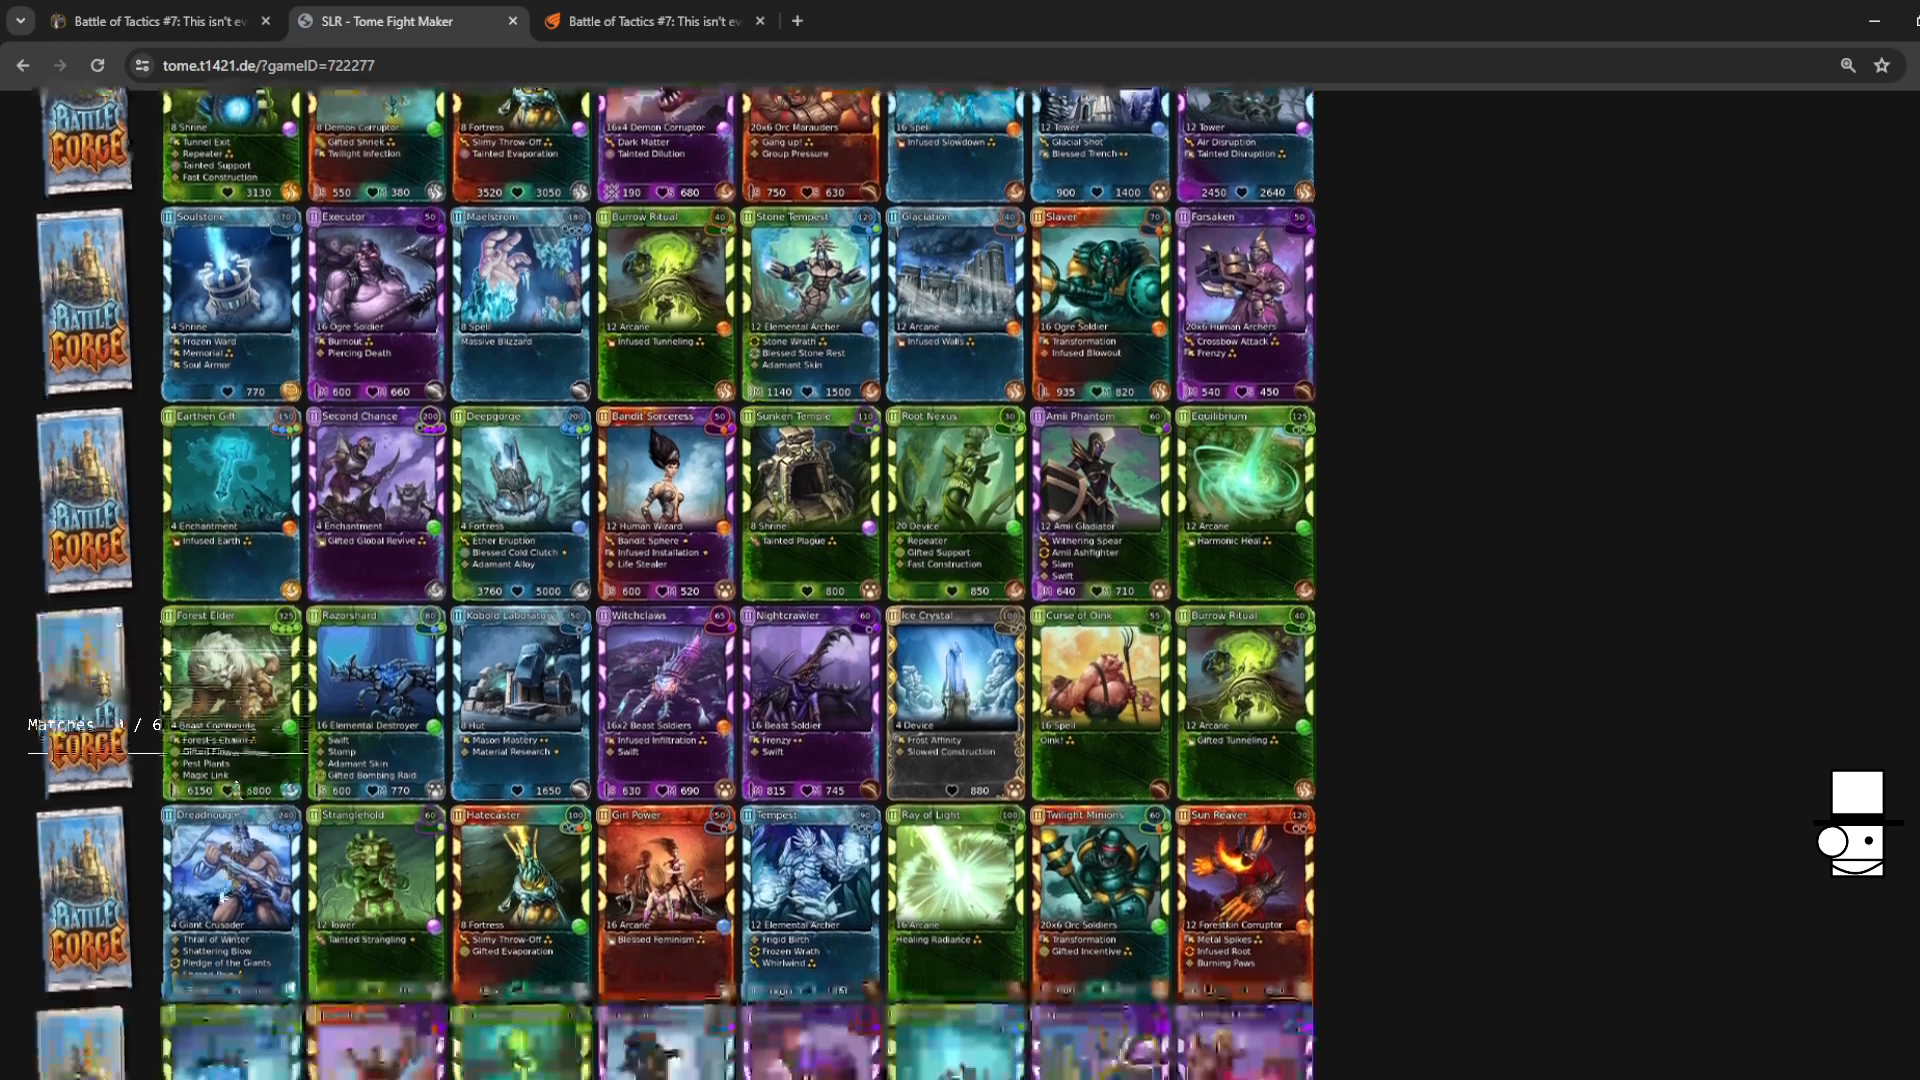 Battle of Tactics #7: This isn't ev
SLR - Tome Fight Maker
Battle of Tactics #7: This isn't ev
tome.t1421.de/?gameID=722277
BATTLE FORGE
8 Shrine
Tunnel Exit
Repeater
Tainted Support
Fast Construction
3130
8 Demon Corruptor
Gifted Shriek
Twilight Infection
S 550 M 380
8 Fortress
Slimy Throw-Off
Tainted Evaporation
3520 3050
16x4 Demon Corruptor
Dark Matter
Tainted Dilution
190 S 680
20x6 Orc Marauders
Gang up!
Group Pressure
S 750 S 630
16 Spell
Infused Slowdown
12 Tower
Glacial Shot
Blessed Trench
900 1400
12 Tower
Air Disruption
Tainted Disruption
2450 2640
BATTLE FORGE
Soulstone 70
4 Shrine
Frozen Ward
Memorial
Soul Armor
770
Executor 50
16 Ogre Soldier
Burnout
Piercing Death
M 600 M 660
Maelstrom 180
8 Spell
Massive Blizzard
Burrow Ritual 40
12 Arcane
Infused Tunneling
Stone Tempest 120
12 Elemental Archer
Stone Wrath
Blessed Stone Rest
Adamant Skin
M 1140 M 1500
Glaciation 40
12 Arcane
Infused Walls
Slaver 70
16 Ogre Soldier
Transformation
Infused Blowout
L 935 M 820
Forsaken 50
20x6 Human Archers
Crossbow Attack
Frenzy
M 540 S 450
BATTLE FORGE
Earthen Gift 150
4 Enchantment
Infused Earth
Second Chance 200
4 Enchantment
Gifted Global Revive
Deepgorge 200
4 Fortress
Ether Eruption
Blessed Cold Clutch
Adamant Alloy
3760 5000
Bandit Sorceress 50
12 Human Wizard
Bandit Sphere
Infused Installation
Life Stealer
S 600 M 520
Sunken Temple 110
8 Shrine
Tainted Plague
800
Root Nexus 30
20 Device
Repeater
Gifted Support
Fast Construction
850
Amii Phantom 60
12 Amii Gladiator
Withering Spear
Amii Ashfighter
Slam
Swift
M 640 M 710
Equilibrium 125
12 Arcane
Harmonic Heal
Matches / 6
FORGE
Forest Elder 325
Pest Plants
Magic Link
L 6150 6800
Razorshard 80
16 Elemental Destroyer
Swift
Stomp
Adamant Skin
Gifted Bombing Raid
S 600 M 770
Kobold Laboratory 50
8 Hut
Mason Mastery
Material Research
1650
Witchclaws 65
16x2 Beast Soldiers
Infused Infiltration
Swift
S 630 M 690
Nightcrawler 60
16 Beast Soldier
Frenzy
Swift
M 815 M 745
Ice Crystal 100
4 Device
Frost Affinity
Slowed Construction
880
Curse of Oink 55
16 Spell
Oink!
Burrow Ritual 40
12 Arcane
Gifted Tunneling
BATTLE FORGE
Dreadnought 240
4 Giant Crusader
Thrall of Winter
Shattering Blow
Pledge of the Giants
Stranglehold 60
12 Tower
Tainted Strangling
Hatecaster 100
8 Fortress
Slimy Throw-Off
Gifted Evaporation
Girl Power 50
16 Arcane
Blessed Feminism
Tempest 90
12 Elemental Archer
Frigid Birth
Frozen Wrath
Whirlwind
Ray of Light 100
16 Arcane
Healing Radiance
Twilight Minions 60
20x6 Orc Soldiers
Transformation
Gifted Incentive
Sun Reaver 120
12 Forestkin Corruptor
Metal Spikes
Infused Root
Burning Paws